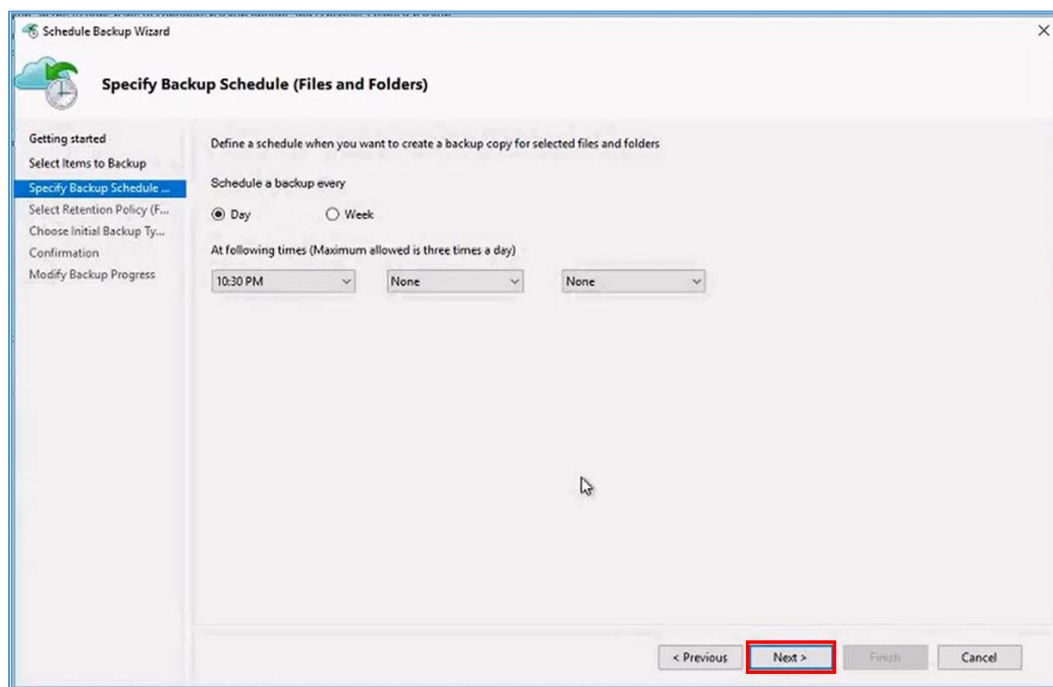 Schedule Backup Wizard
Specify Backup Schedule (Files and Folders)
Getting started
Select Items to Backup
Specify Backup Schedule ...
Select Retention Policy (F...
Choose Initial Backup Ty...
Confirmation
Modify Backup Progress
Define a schedule when you want to create a backup copy for selected files and folders
Schedule a backup every
Day Week
At following times (Maximum allowed is three times a day)
10:30 PM None None
< Previous Next > Finish Cancel